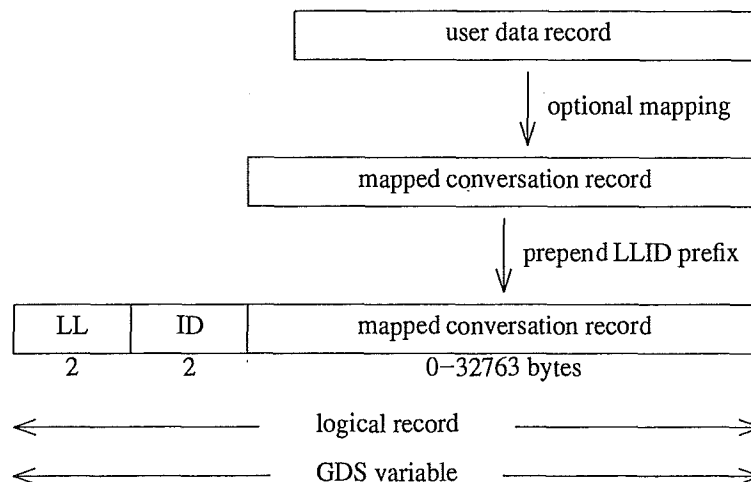 user data record
optional mapping
mapped conversation record
prepend LLID prefix
LL ID mapped conversation record
2 2 0−32763 bytes
logical record
GDS variable